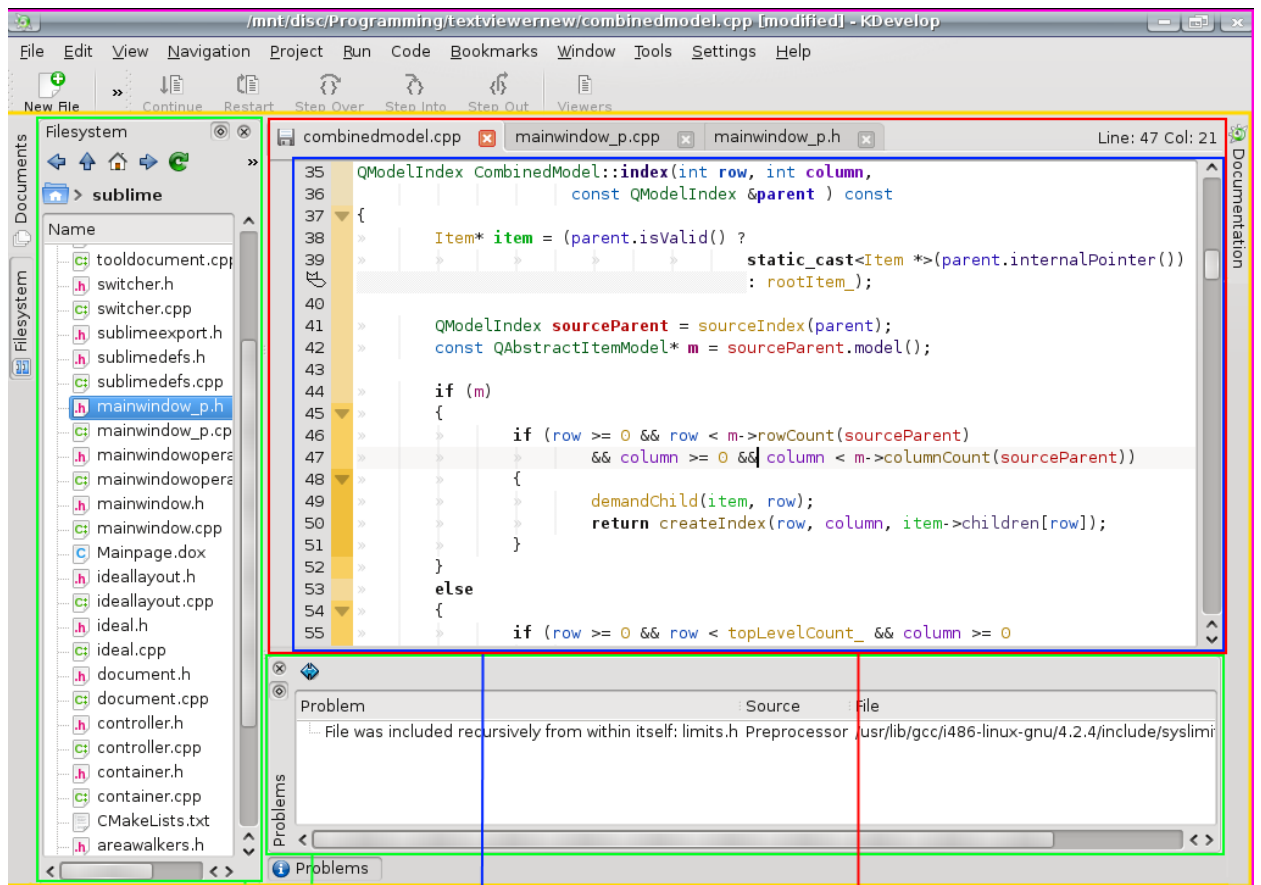 /mnt/disc/Programming/textviewernew/combinedmodel.cpp [modified] - KDevelop
File Edit View Navigation Project Run Code Bookmarks Window Tools Settings Help
New File » Continue Restart Step Over Step Into Step Out Viewers
Documents
Filesystem
Filesystem
»
> sublime
Name
tooldocument.cpp
switcher.h
switcher.cpp
sublimeexport.h
sublimedefs.h
sublimedefs.cpp
mainwindow_p.h
mainwindow_p.cp
mainwindowopera
mainwindowopera
mainwindow.h
mainwindow.cpp
Mainpage.dox
ideallayout.h
ideallayout.cpp
ideal.h
ideal.cpp
document.h
document.cpp
controller.h
controller.cpp
container.h
container.cpp
CMakeLists.txt
areawalkers.h
combinedmodel.cpp mainwindow_p.cpp mainwindow_p.h Line: 47 Col: 21
35 QModelIndex CombinedModel::index(int row, int column,
36 const QModelIndex &parent ) const
37 {
38 Item* item = (parent.isValid() ?
39 static_cast<Item *>(parent.internalPointer())
: rootItem_);
40
41 QModelIndex sourceParent = sourceIndex(parent);
42 const QAbstractItemModel* m = sourceParent.model();
43
44 if (m)
45 {
46 if (row >= 0 && row < m->rowCount(sourceParent)
47 && column >= 0 && column < m->columnCount(sourceParent))
48 {
49 demandChild(item, row);
50 return createIndex(row, column, item->children[row]);
51 }
52 }
53 else
54 {
55 if (row >= 0 && row < topLevelCount_ && column >= 0
Documentation
Problems
Problem Source File
File was included recursively from within itself: limits.h Preprocessor /usr/lib/gcc/i486-linux-gnu/4.2.4/include/syslimi
Problems